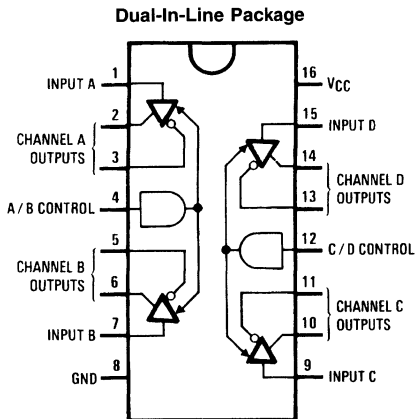 Dual-In-Line Package
INPUT A 1
2
CHANNEL A
OUTPUTS
3
A/B CONTROL 4
5
CHANNEL B
OUTPUTS
6
INPUT B 7
GND 8
16 VCC
15 INPUT D
14
CHANNEL D
OUTPUTS
13
12 C/D CONTROL
11
CHANNEL C
OUTPUTS
10
9 INPUT C